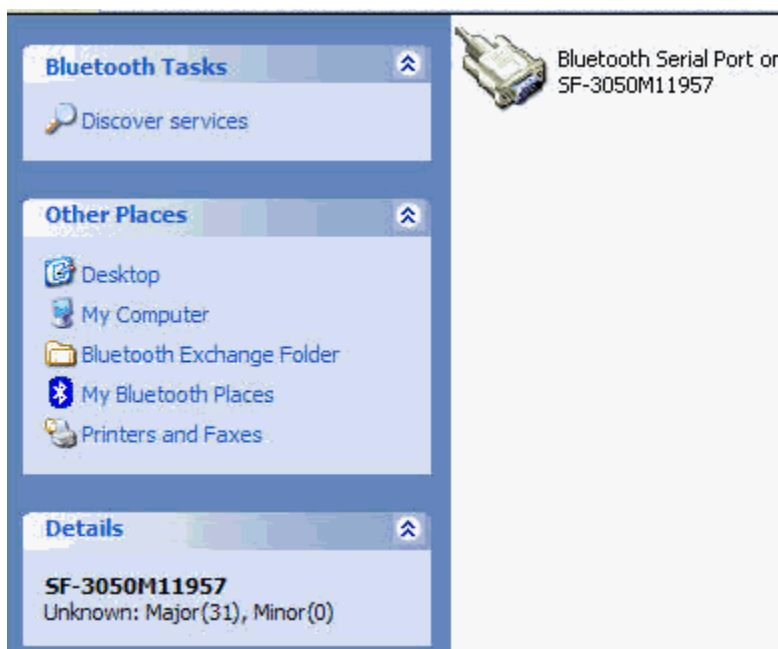 Bluetooth Tasks
Discover services
Other Places
Desktop
My Computer
Bluetooth Exchange Folder
My Bluetooth Places
Printers and Faxes
Details
SF-3050M11957
Unknown: Major(31), Minor(0)
Bluetooth Serial Port on
SF-3050M11957